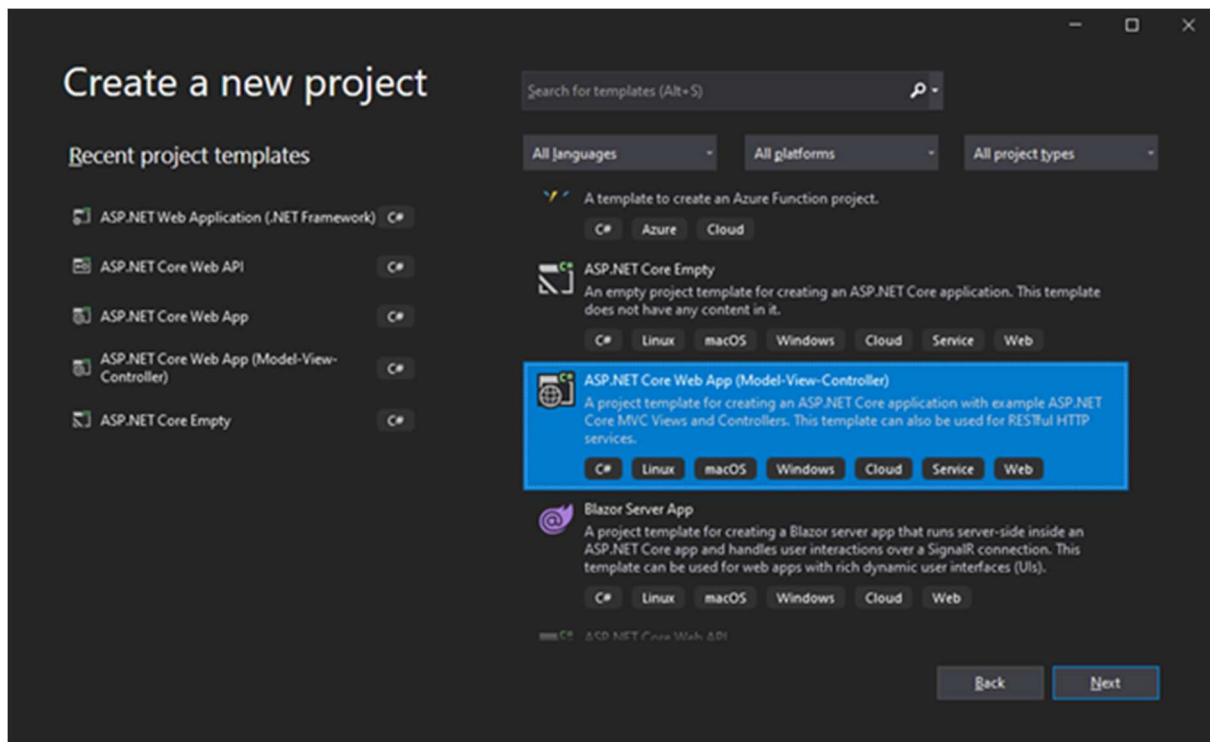 Create a new project
Search for templates (Alt+S)
Recent project templates
All languages
All platforms
All project types
ASP.NET Web Application (.NET Framework) C#
ASP.NET Core Web API C#
ASP.NET Core Web App C#
ASP.NET Core Web App (Model-View-
Controller) C#
ASP.NET Core Empty C#
A template to create an Azure Function project.
C# Azure Cloud
ASP.NET Core Empty
An empty project template for creating an ASP.NET Core application. This template
does not have any content in it.
C# Linux macOS Windows Cloud Service Web
ASP.NET Core Web App (Model-View-Controller)
A project template for creating an ASP.NET Core application with example ASP.NET
Core MVC Views and Controllers. This template can also be used for RESTful HTTP
services.
C# Linux macOS Windows Cloud Service Web
Blazor Server App
A project template for creating a Blazor server app that runs server-side inside an
ASP.NET Core app and handles user interactions over a SignalR connection. This
template can be used for web apps with rich dynamic user interfaces (UIs).
C# Linux macOS Windows Cloud Web
ASP.NET Core Web API
Back
Next